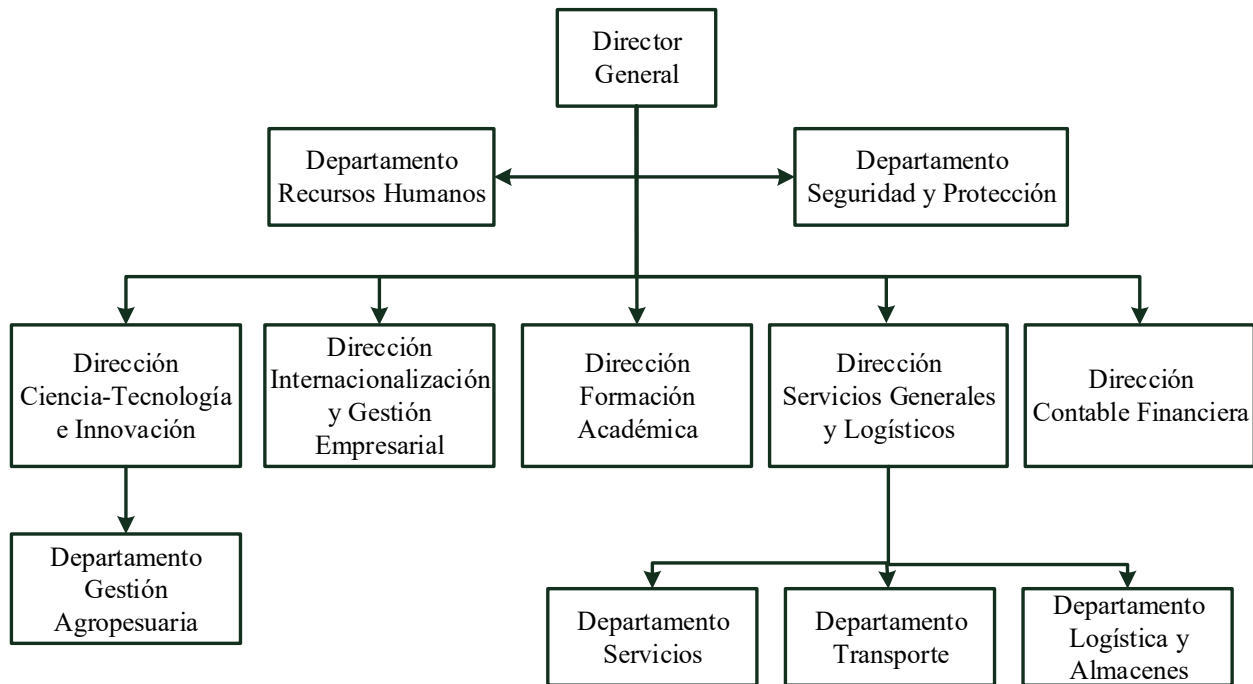 Director
General
Departamento
Recursos Humanos
Departamento
Seguridad y Protección
Dirección
Ciencia-Tecnología
e Innovación
Dirección
Internacionalización
y Gestión
Empresarial
Dirección
Formación
Académica
Dirección
Servicios Generales
y Logísticos
Dirección
Contable Financiera
Departamento
Gestión
Agropesuaria
Departamento
Servicios
Departamento
Transporte
Departamento
Logística y
Almacenes